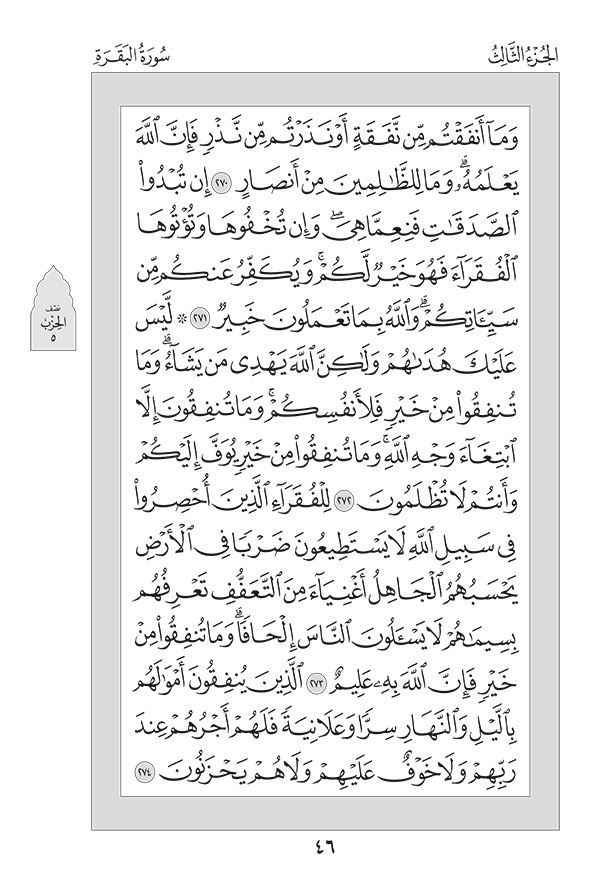 الجُزْءُ الثَّالِثُ
سُورَةُ البَقَرَةِ
وَمَآ أَنفَقْتُم مِّن نَّفَقَةٍ أَوْ نَذَرْتُم مِّن نَّذْرٍ فَإِنَّ ٱللَّهَ
يَعْلَمُهُۥۗ وَمَا لِلظَّٰلِمِينَ مِنْ أَنصَارٍ ٢٧٠ إِن تُبْدُوا۟
ٱلصَّدَقَٰتِ فَنِعِمَّا هِىَۖ وَإِن تُخْفُوهَا وَتُؤْتُوهَا
ٱلْفُقَرَآءَ فَهُوَ خَيْرٌ لَّكُمْۚ وَيُكَفِّرُ عَنكُم مِّن
سَيِّـَٔاتِكُمْۗ وَٱللَّهُ بِمَا تَعْمَلُونَ خَبِيرٌ ٢٧١ ۞ لَّيْسَ
عَلَيْكَ هُدَىٰهُمْ وَلَٰكِنَّ ٱللَّهَ يَهْدِى مَن يَشَآءُۗ وَمَا
تُنفِقُوا۟ مِنْ خَيْرٍ فَلِأَنفُسِكُمْۚ وَمَا تُنفِقُونَ إِلَّا
ٱبْتِغَآءَ وَجْهِ ٱللَّهِۚ وَمَا تُنفِقُوا۟ مِنْ خَيْرٍ يُوَفَّ إِلَيْكُمْ
وَأَنتُمْ لَا تُظْلَمُونَ ٢٧٢ لِلْفُقَرَآءِ ٱلَّذِينَ أُحْصِرُوا۟
فِى سَبِيلِ ٱللَّهِ لَا يَسْتَطِيعُونَ ضَرْبًا فِى ٱلْأَرْضِ
يَحْسَبُهُمُ ٱلْجَاهِلُ أَغْنِيَآءَ مِنَ ٱلتَّعَفُّفِ تَعْرِفُهُم
بِسِيمَٰهُمْ لَا يَسْـَٔلُونَ ٱلنَّاسَ إِلْحَافًاۗ وَمَا تُنفِقُوا۟ مِنْ
خَيْرٍ فَإِنَّ ٱللَّهَ بِهِۦ عَلِيمٌ ٢٧٣ ٱلَّذِينَ يُنفِقُونَ أَمْوَٰلَهُم
بِٱلَّيْلِ وَٱلنَّهَارِ سِرًّا وَعَلَانِيَةً فَلَهُمْ أَجْرُهُمْ عِندَ
رَبِّهِمْ وَلَا خَوْفٌ عَلَيْهِمْ وَلَا هُمْ يَحْزَنُونَ ٢٧٤
نِصْفُ
الحِزْبِ
٥
٤٦